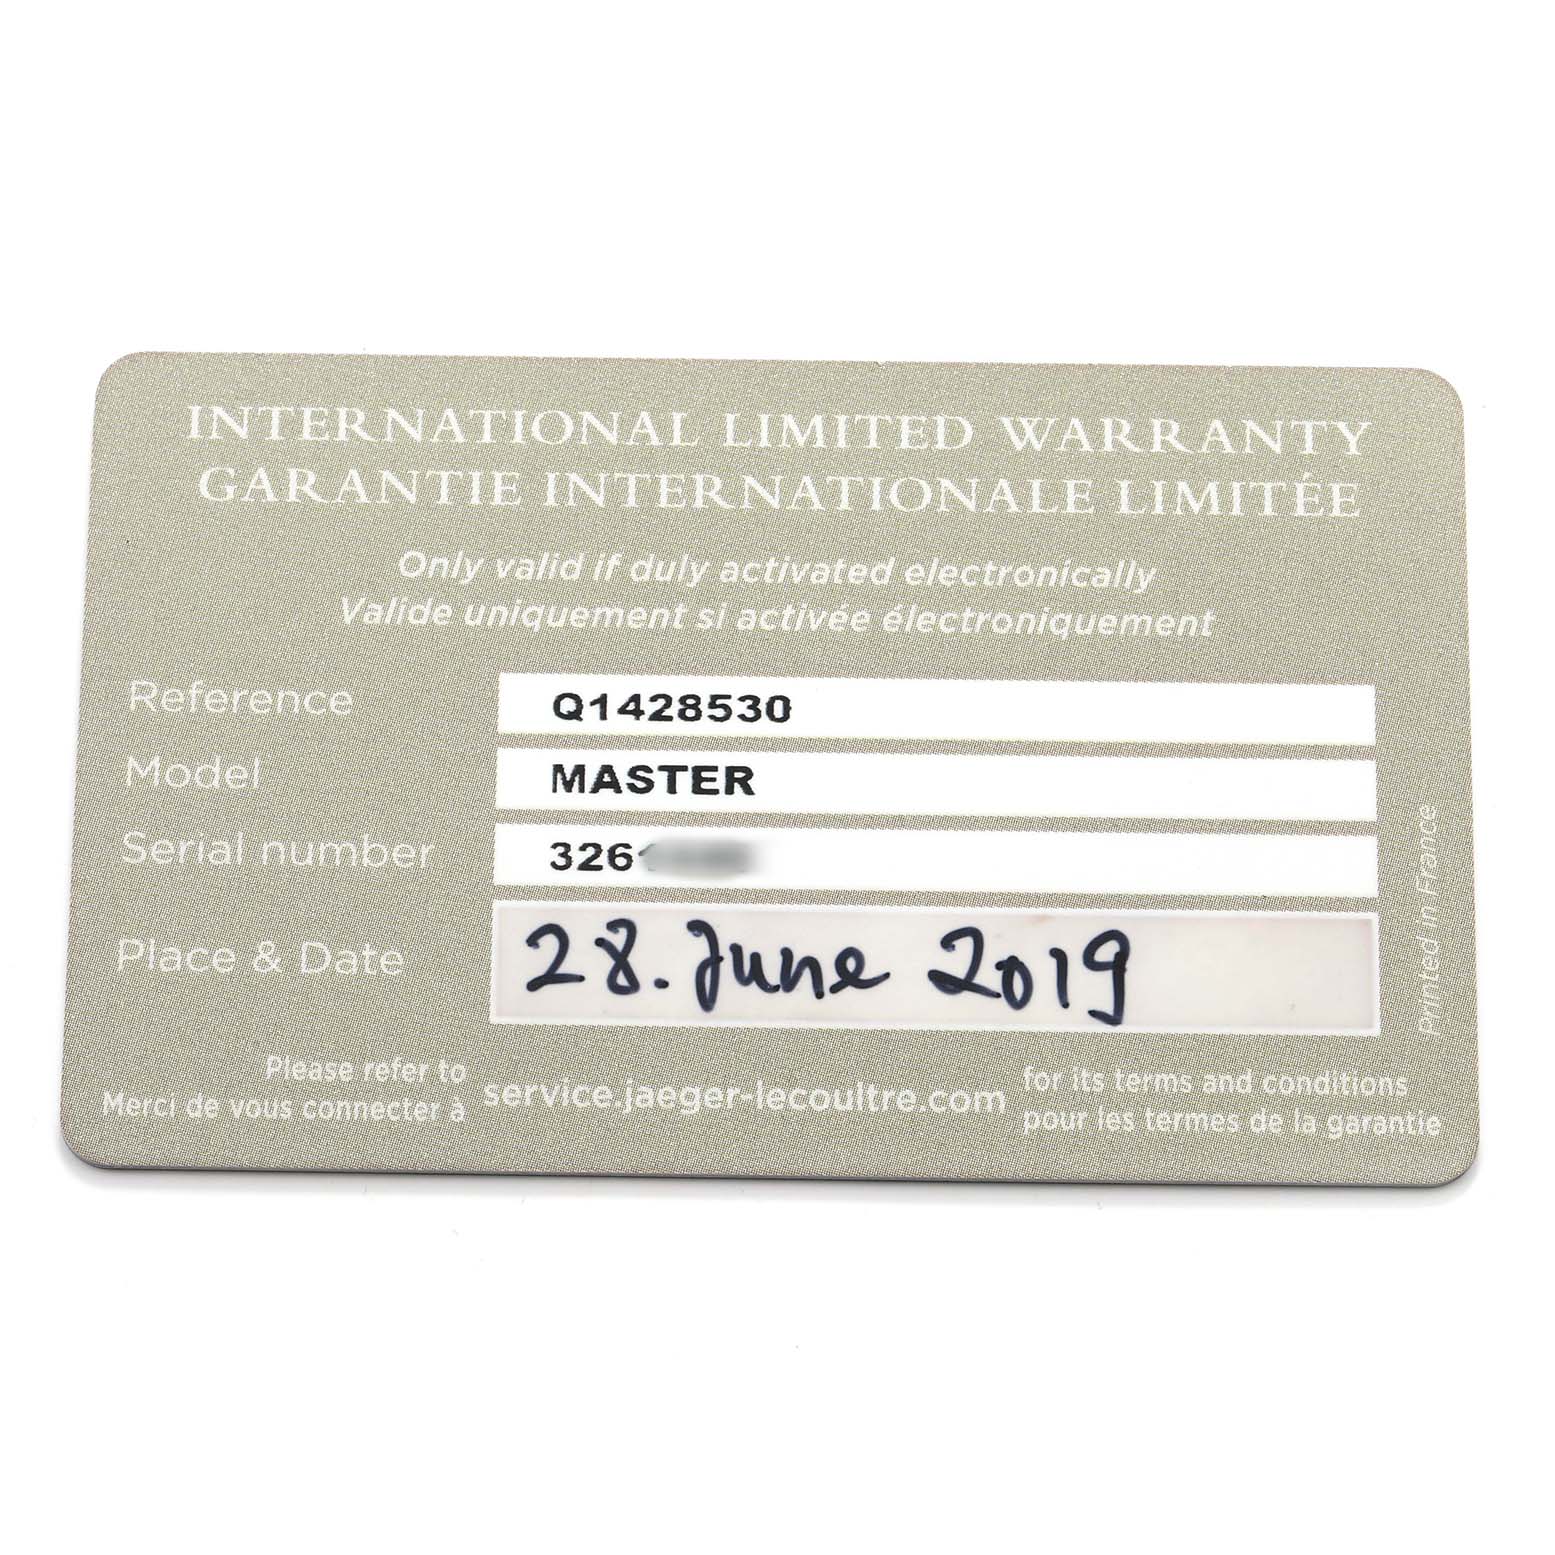 INTERNATIONAL LIMITED WARRANTY
GARANTIE INTERNATIONALE LIMITÉE
Only valid if duly activated electronically
Valide uniquement si activée électroniquement
Reference Q1428530
Model MASTER
Serial number 326
Place & Date 28. June 2019
Printed in France
Please refer to
Merci de vous connecter à
service.jaeger-lecoultre.com
for its terms and conditions
pour les termes de la garantie